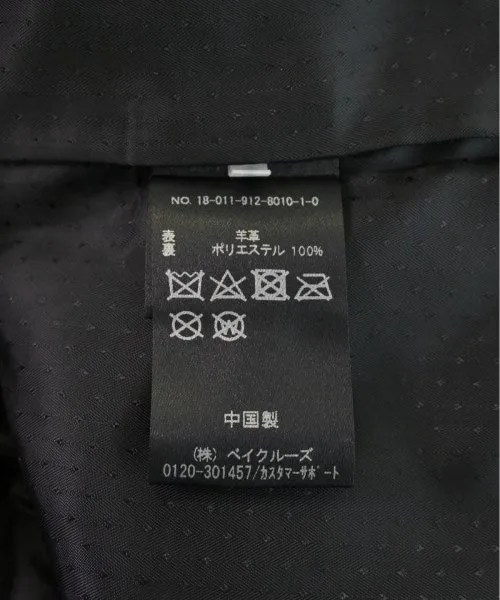 NO. 18-011-912-8010-1-0
表 羊革
裏 ポリエステル 100%
中国製
(株) ベイクルーズ
0120-301457/カスタマーサポート